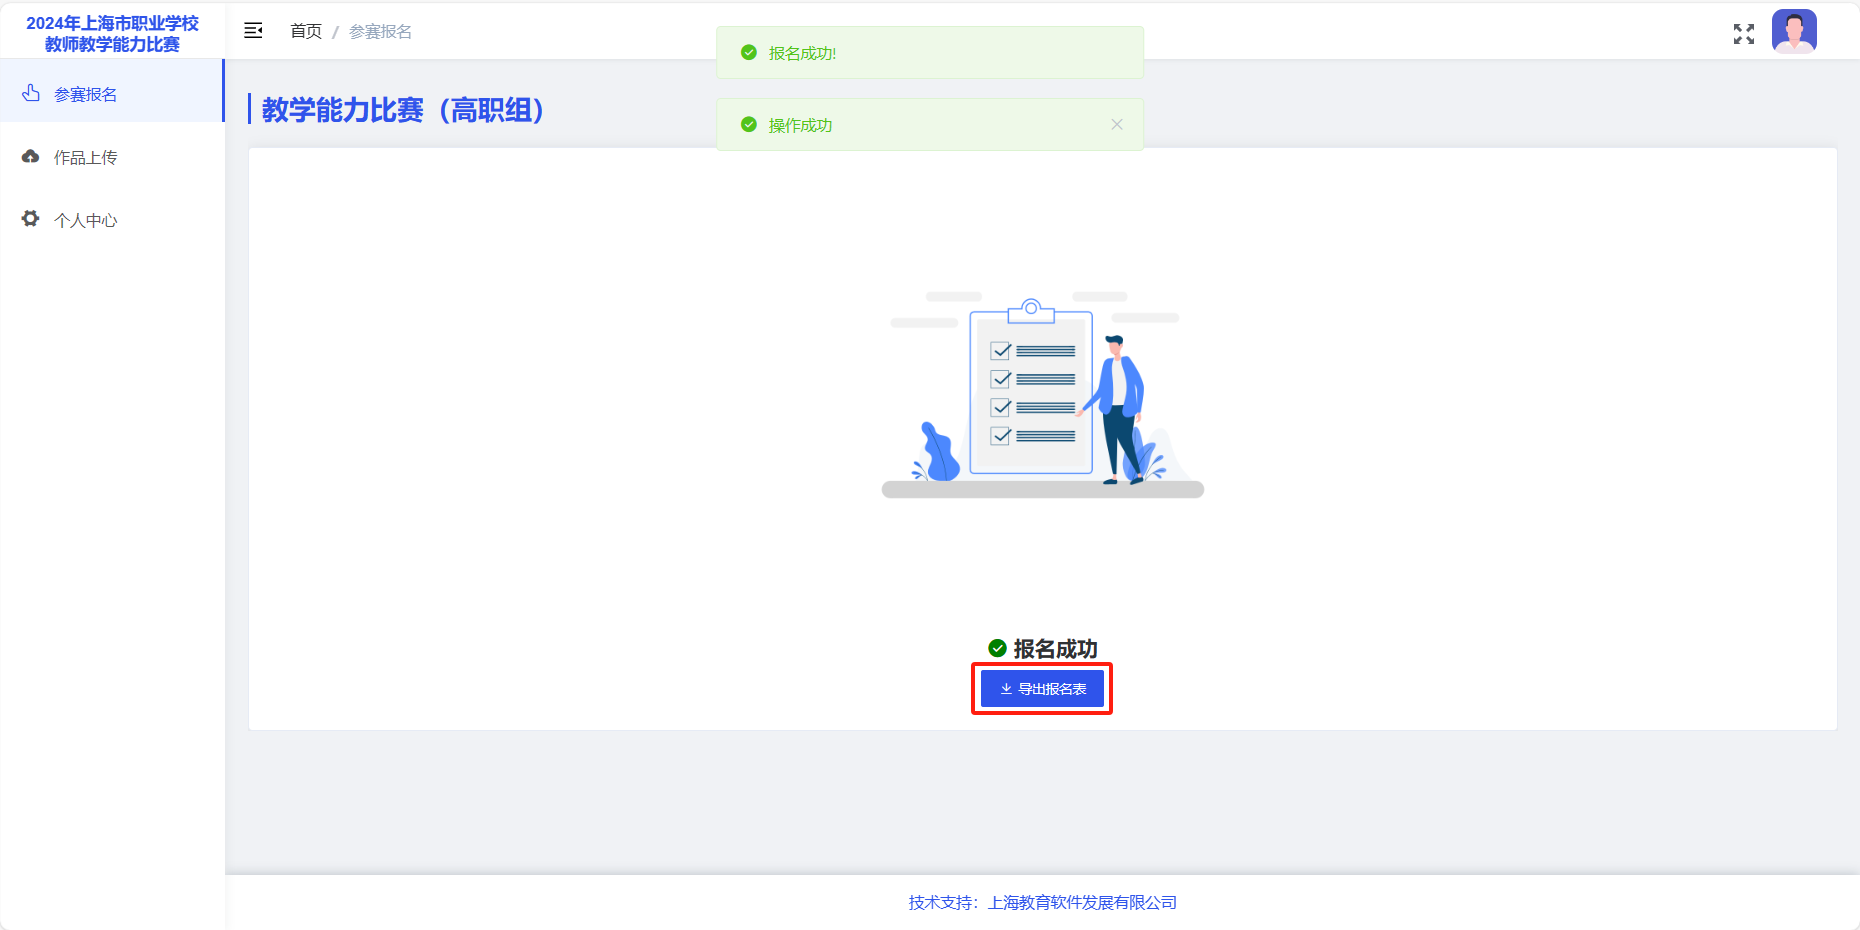 2024年上海市职业学校
教师教学能力比赛
首页 / 参赛报名
报名成功!
操作成功
参赛报名
作品上传
个人中心
教学能力比赛（高职组）
报名成功
导出报名表
技术支持：上海教育软件发展有限公司